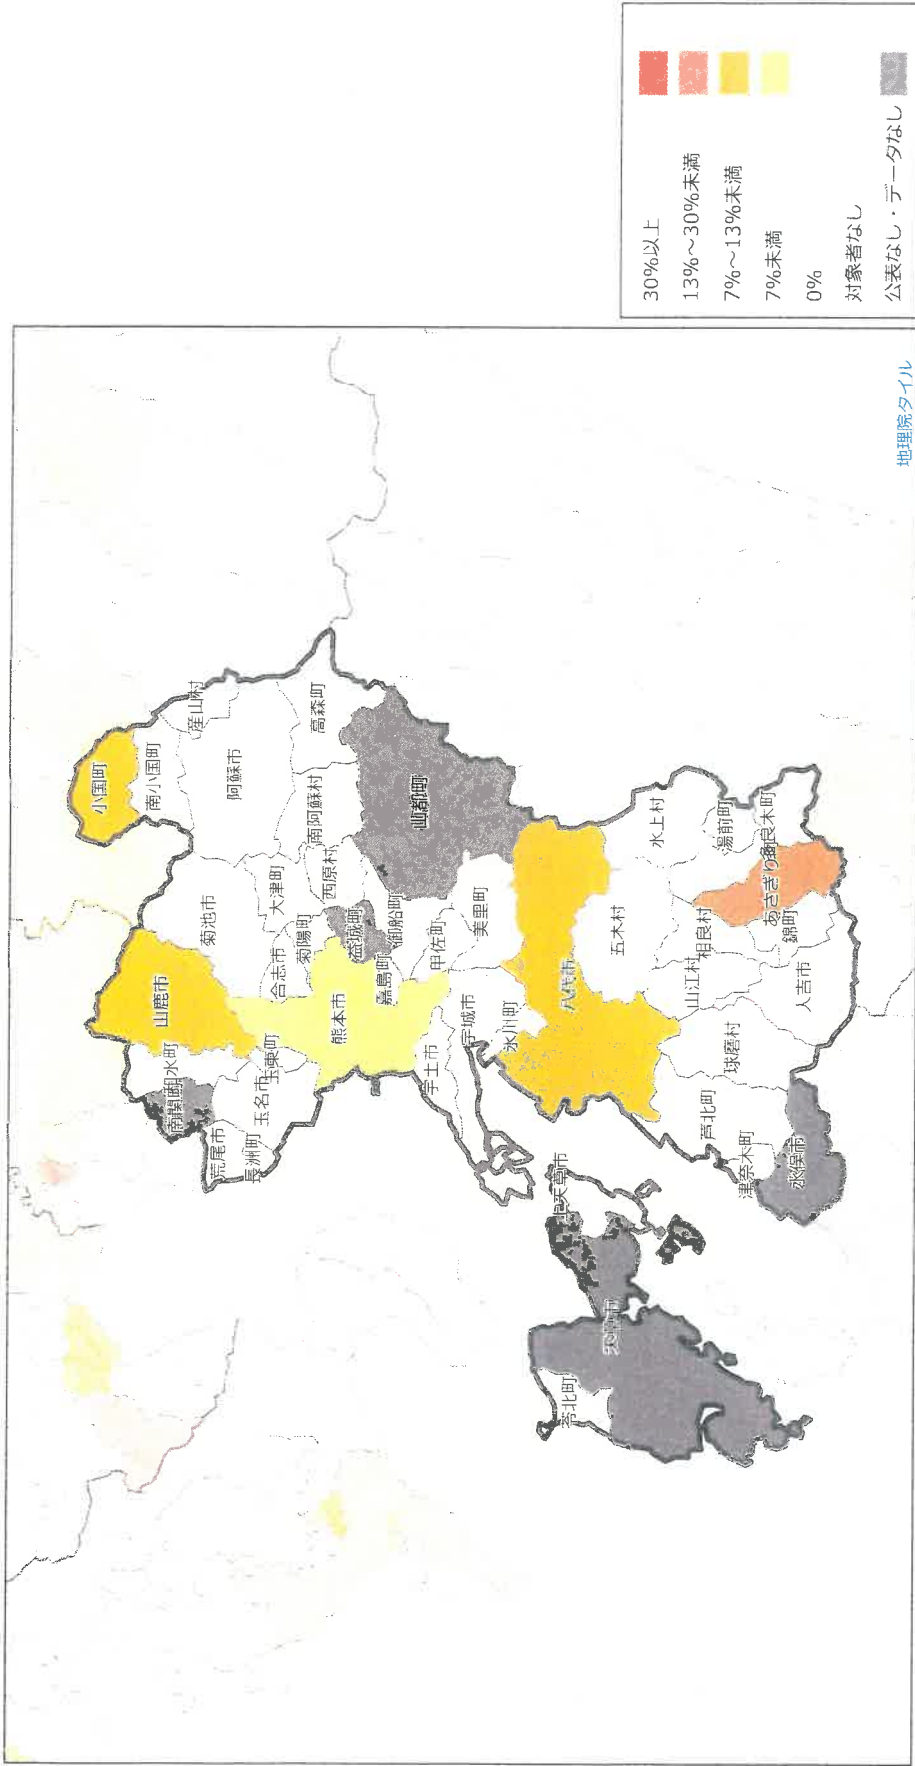 30%以上
13%～30%未満
7%～13%未満
7%未満
0%
対象者なし
公表なし・データなし
地理院タイル
小国町
南小国町
産山村
阿蘇市
高森町
南阿蘇村
西原村
大津町
菊池市
山鹿市
合志市
菊陽町
熊本市
益城町
嘉島町
御船町
山都町
甲佐町
美里町
和水町
南関町
玉東町
玉名市
荒尾市
長洲町
宇土市
宇城市
氷川町
八代市
五木村
水上村
湯前町
多良木町
あさぎり町
錦町
相良村
山江村
人吉市
球磨村
芦北町
津奈木町
水俣市
上天草市
天草市
苓北町